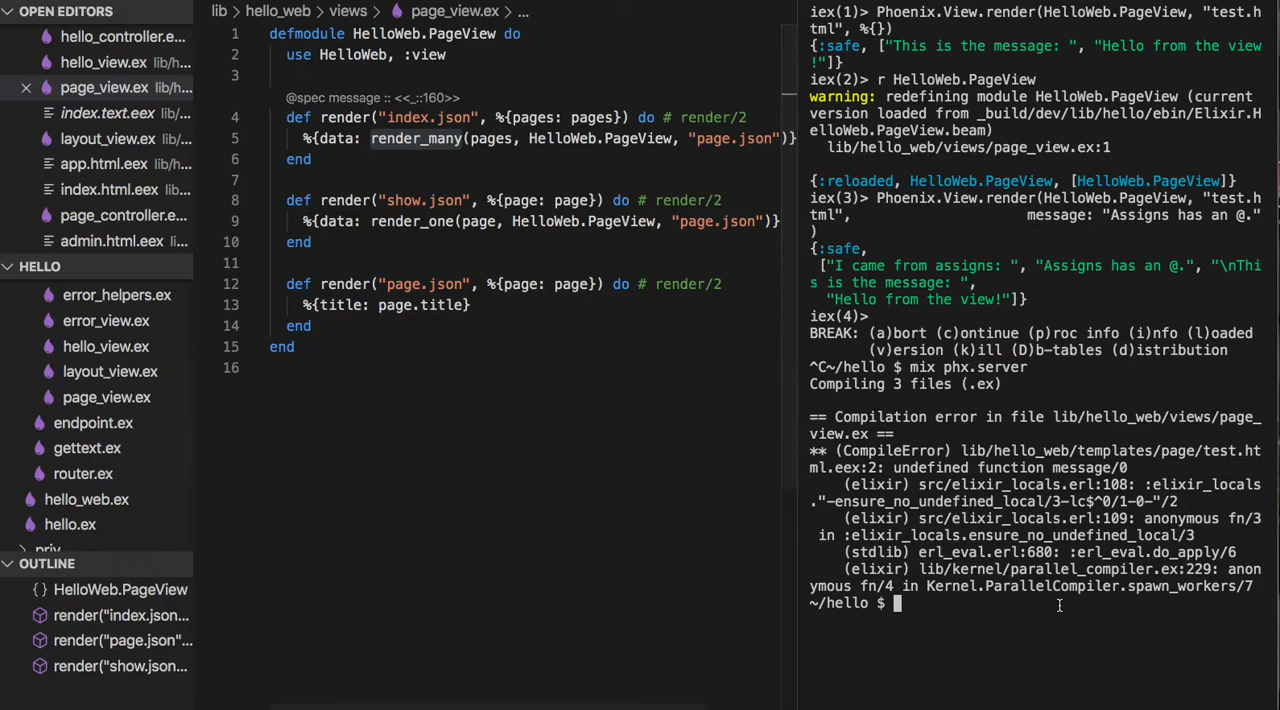 OPEN EDITORS
hello_controller.e...
hello_view.ex lib/h...
page_view.ex lib/h...
index.text.eex lib/...
layout_view.ex lib/...
app.html.eex lib/h...
index.html.eex lib/...
page_controller.e...
admin.html.eex li...
HELLO
error_helpers.ex
error_view.ex
hello_view.ex
layout_view.ex
page_view.ex
endpoint.ex
gettext.ex
router.ex
hello_web.ex
hello.ex
priv
OUTLINE
{ } HelloWeb.PageView
render("index.json...
render("page.json"...
render("show.json...
lib > hello_web > views > page_view.ex > ...
1 defmodule HelloWeb.PageView do
2 use HelloWeb, :view
3
@spec message :: <<_::160>>
4 def render("index.json", %{pages: pages}) do # render/2
5 %{data: render_many(pages, HelloWeb.PageView, "page.json")}
6 end
7
8 def render("show.json", %{page: page}) do # render/2
9 %{data: render_one(page, HelloWeb.PageView, "page.json")}
10 end
11
12 def render("page.json", %{page: page}) do # render/2
13 %{title: page.title}
14 end
15 end
16
iex(1)> Phoenix.View.render(HelloWeb.PageView, "test.h
tml", %{})
{:safe, ["This is the message: ", "Hello from the view
!"]}
iex(2)> r HelloWeb.PageView
warning: redefining module HelloWeb.PageView (current
version loaded from _build/dev/lib/hello/ebin/Elixir.H
elloWeb.PageView.beam)
lib/hello_web/views/page_view.ex:1
{:reloaded, HelloWeb.PageView, [HelloWeb.PageView]}
iex(3)> Phoenix.View.render(HelloWeb.PageView, "test.h
tml", message: "Assigns has an @."
)
{:safe,
["I came from assigns: ", "Assigns has an @.", "\nThi
s is the message: ",
"Hello from the view!"]}
iex(4)>
BREAK: (a)bort (c)ontinue (p)roc info (i)nfo (l)oaded
(v)ersion (k)ill (D)b-tables (d)istribution
^C~/hello $ mix phx.server
Compiling 3 files (.ex)
== Compilation error in file lib/hello_web/views/page_
view.ex ==
** (CompileError) lib/hello_web/templates/page/test.ht
ml.eex:2: undefined function message/0
(elixir) src/elixir_locals.erl:108: :elixir_locals
."-ensure_no_undefined_local/3-lc$^0/1-0-"/2
(elixir) src/elixir_locals.erl:109: anonymous fn/3
in :elixir_locals.ensure_no_undefined_local/3
(stdlib) erl_eval.erl:680: :erl_eval.do_apply/6
(elixir) lib/kernel/parallel_compiler.ex:229: anon
ymous fn/4 in Kernel.ParallelCompiler.spawn_workers/7
~/hello $